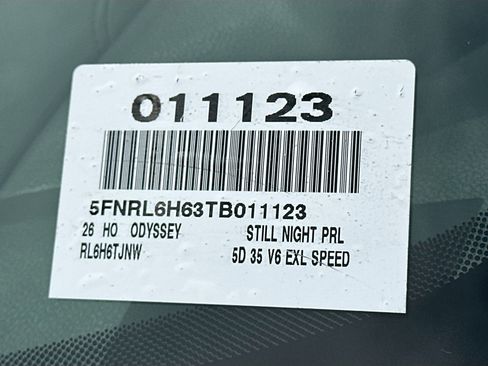 011123
5FNRL6H63TB011123
26 HO ODYSSEY STILL NIGHT PRL
RL6H6TJNW 5D 35 V6 EXL SPEED